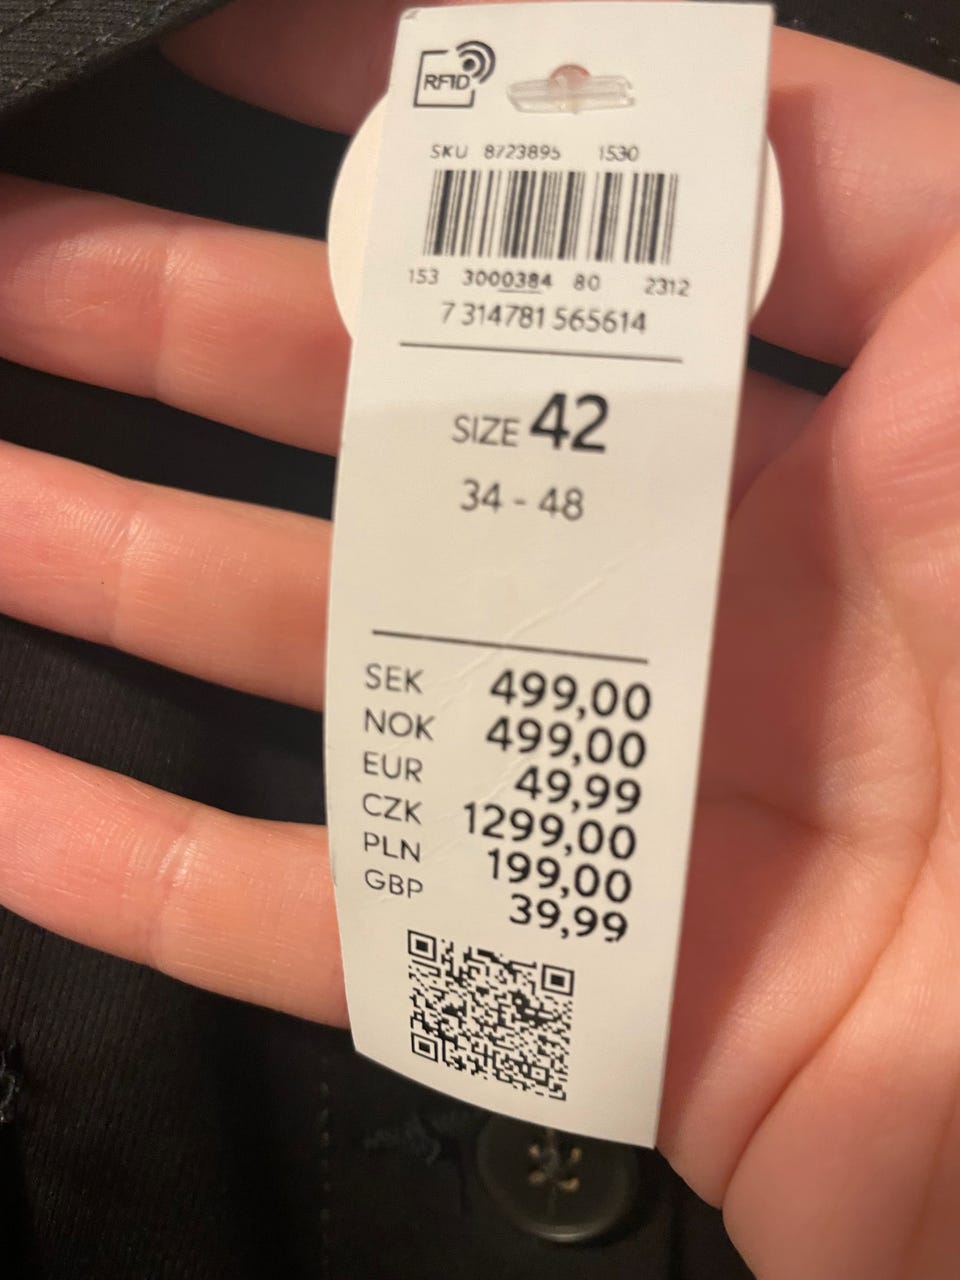 RFID
SKU 8723895 1530
153 3000384 80 2312
7 314781 565614
SIZE 42
34 - 48
SEK 499,00
NOK 499,00
EUR 49,99
CZK 1299,00
PLN 199,00
GBP 39,99